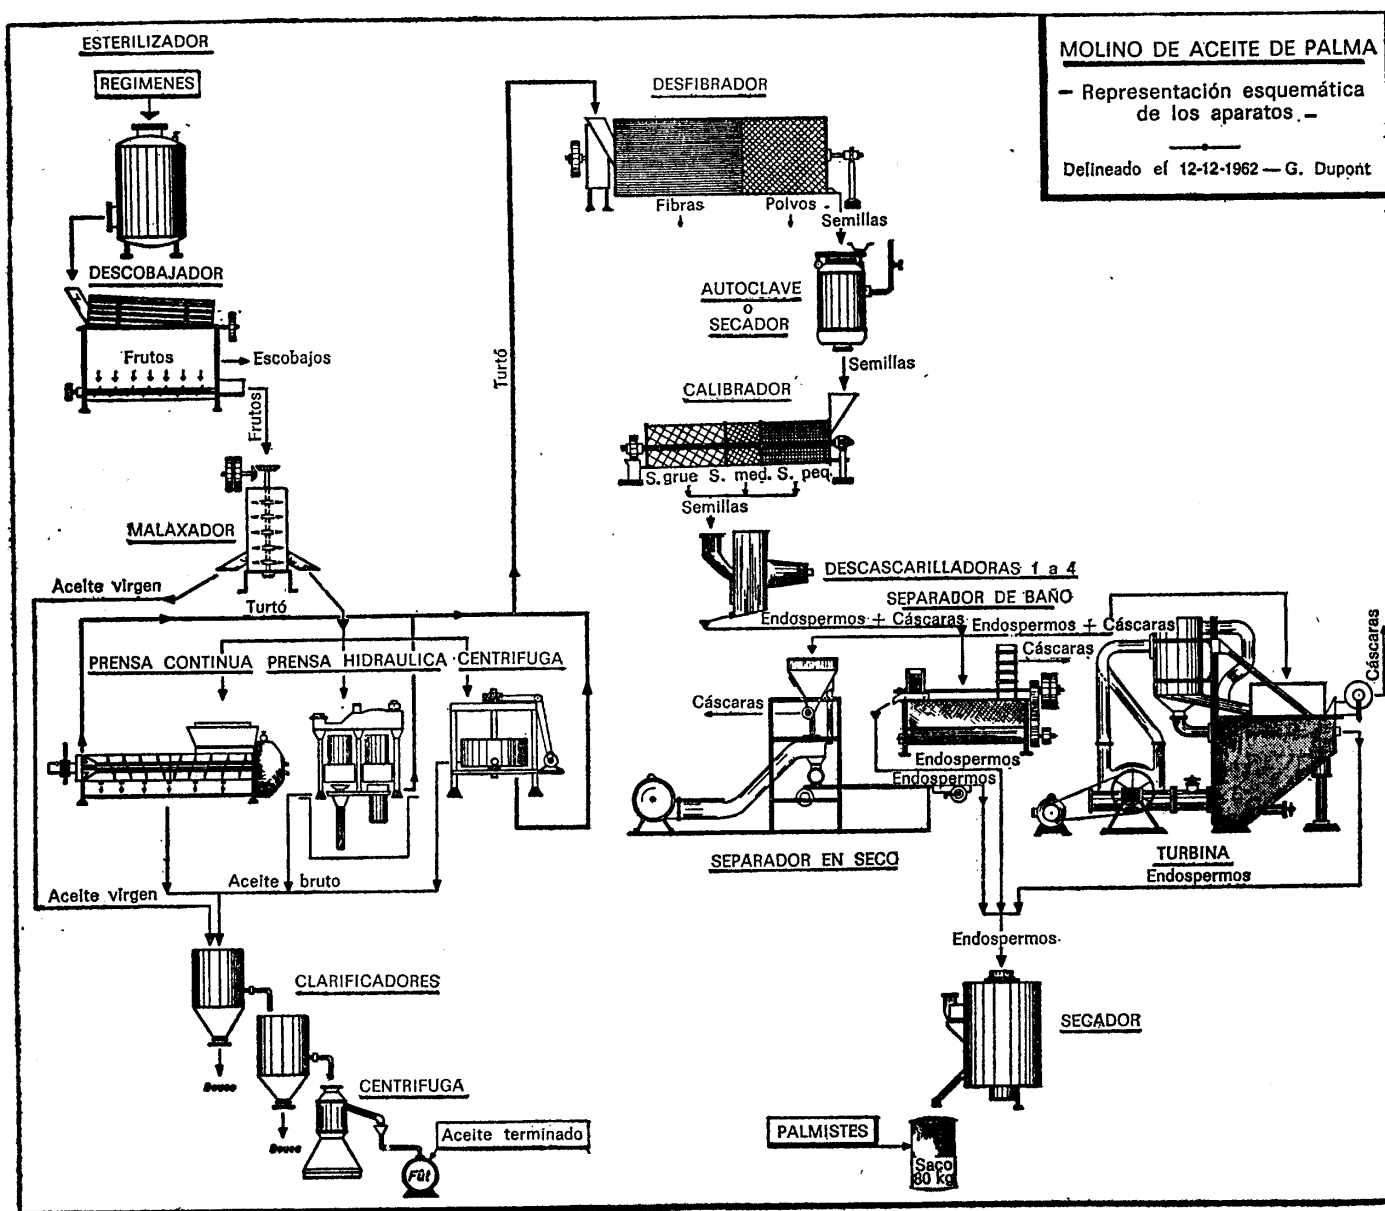 MOLINO DE ACEITE DE PALMA
— Representación esquemática
de los aparatos.—
Delineado el 12-12-1962 — G. Dupont
ESTERILIZADOR
REGIMENES
DESCOBAJADOR
Frutos
Escobajos
Frutos
MALAXADOR
Aceite virgen
Turtó
PRENSA CONTINUA
PRENSA HIDRAULICA
CENTRIFUGA
Aceite bruto
Aceite virgen
CLARIFICADORES
Boues
Boues
CENTRIFUGA
Aceite terminado
Fût
Turtó
DESFIBRADOR
Fibras
Polvos
Semillas
AUTOCLAVE
o
SECADOR
Semillas
CALIBRADOR
S. grue
S. med.
S. peq.
Semillas
DESCASCARILLADORAS 1 a 4
SEPARADOR DE BAÑO
Endospermos + Cáscaras
Endospermos + Cáscaras
Cáscaras
Cáscaras
Cáscaras
Endospermos
Endospermos
SEPARADOR EN SECO
TURBINA
Endospermos
Endospermos
SECADOR
PALMISTES
Saco
80 kg